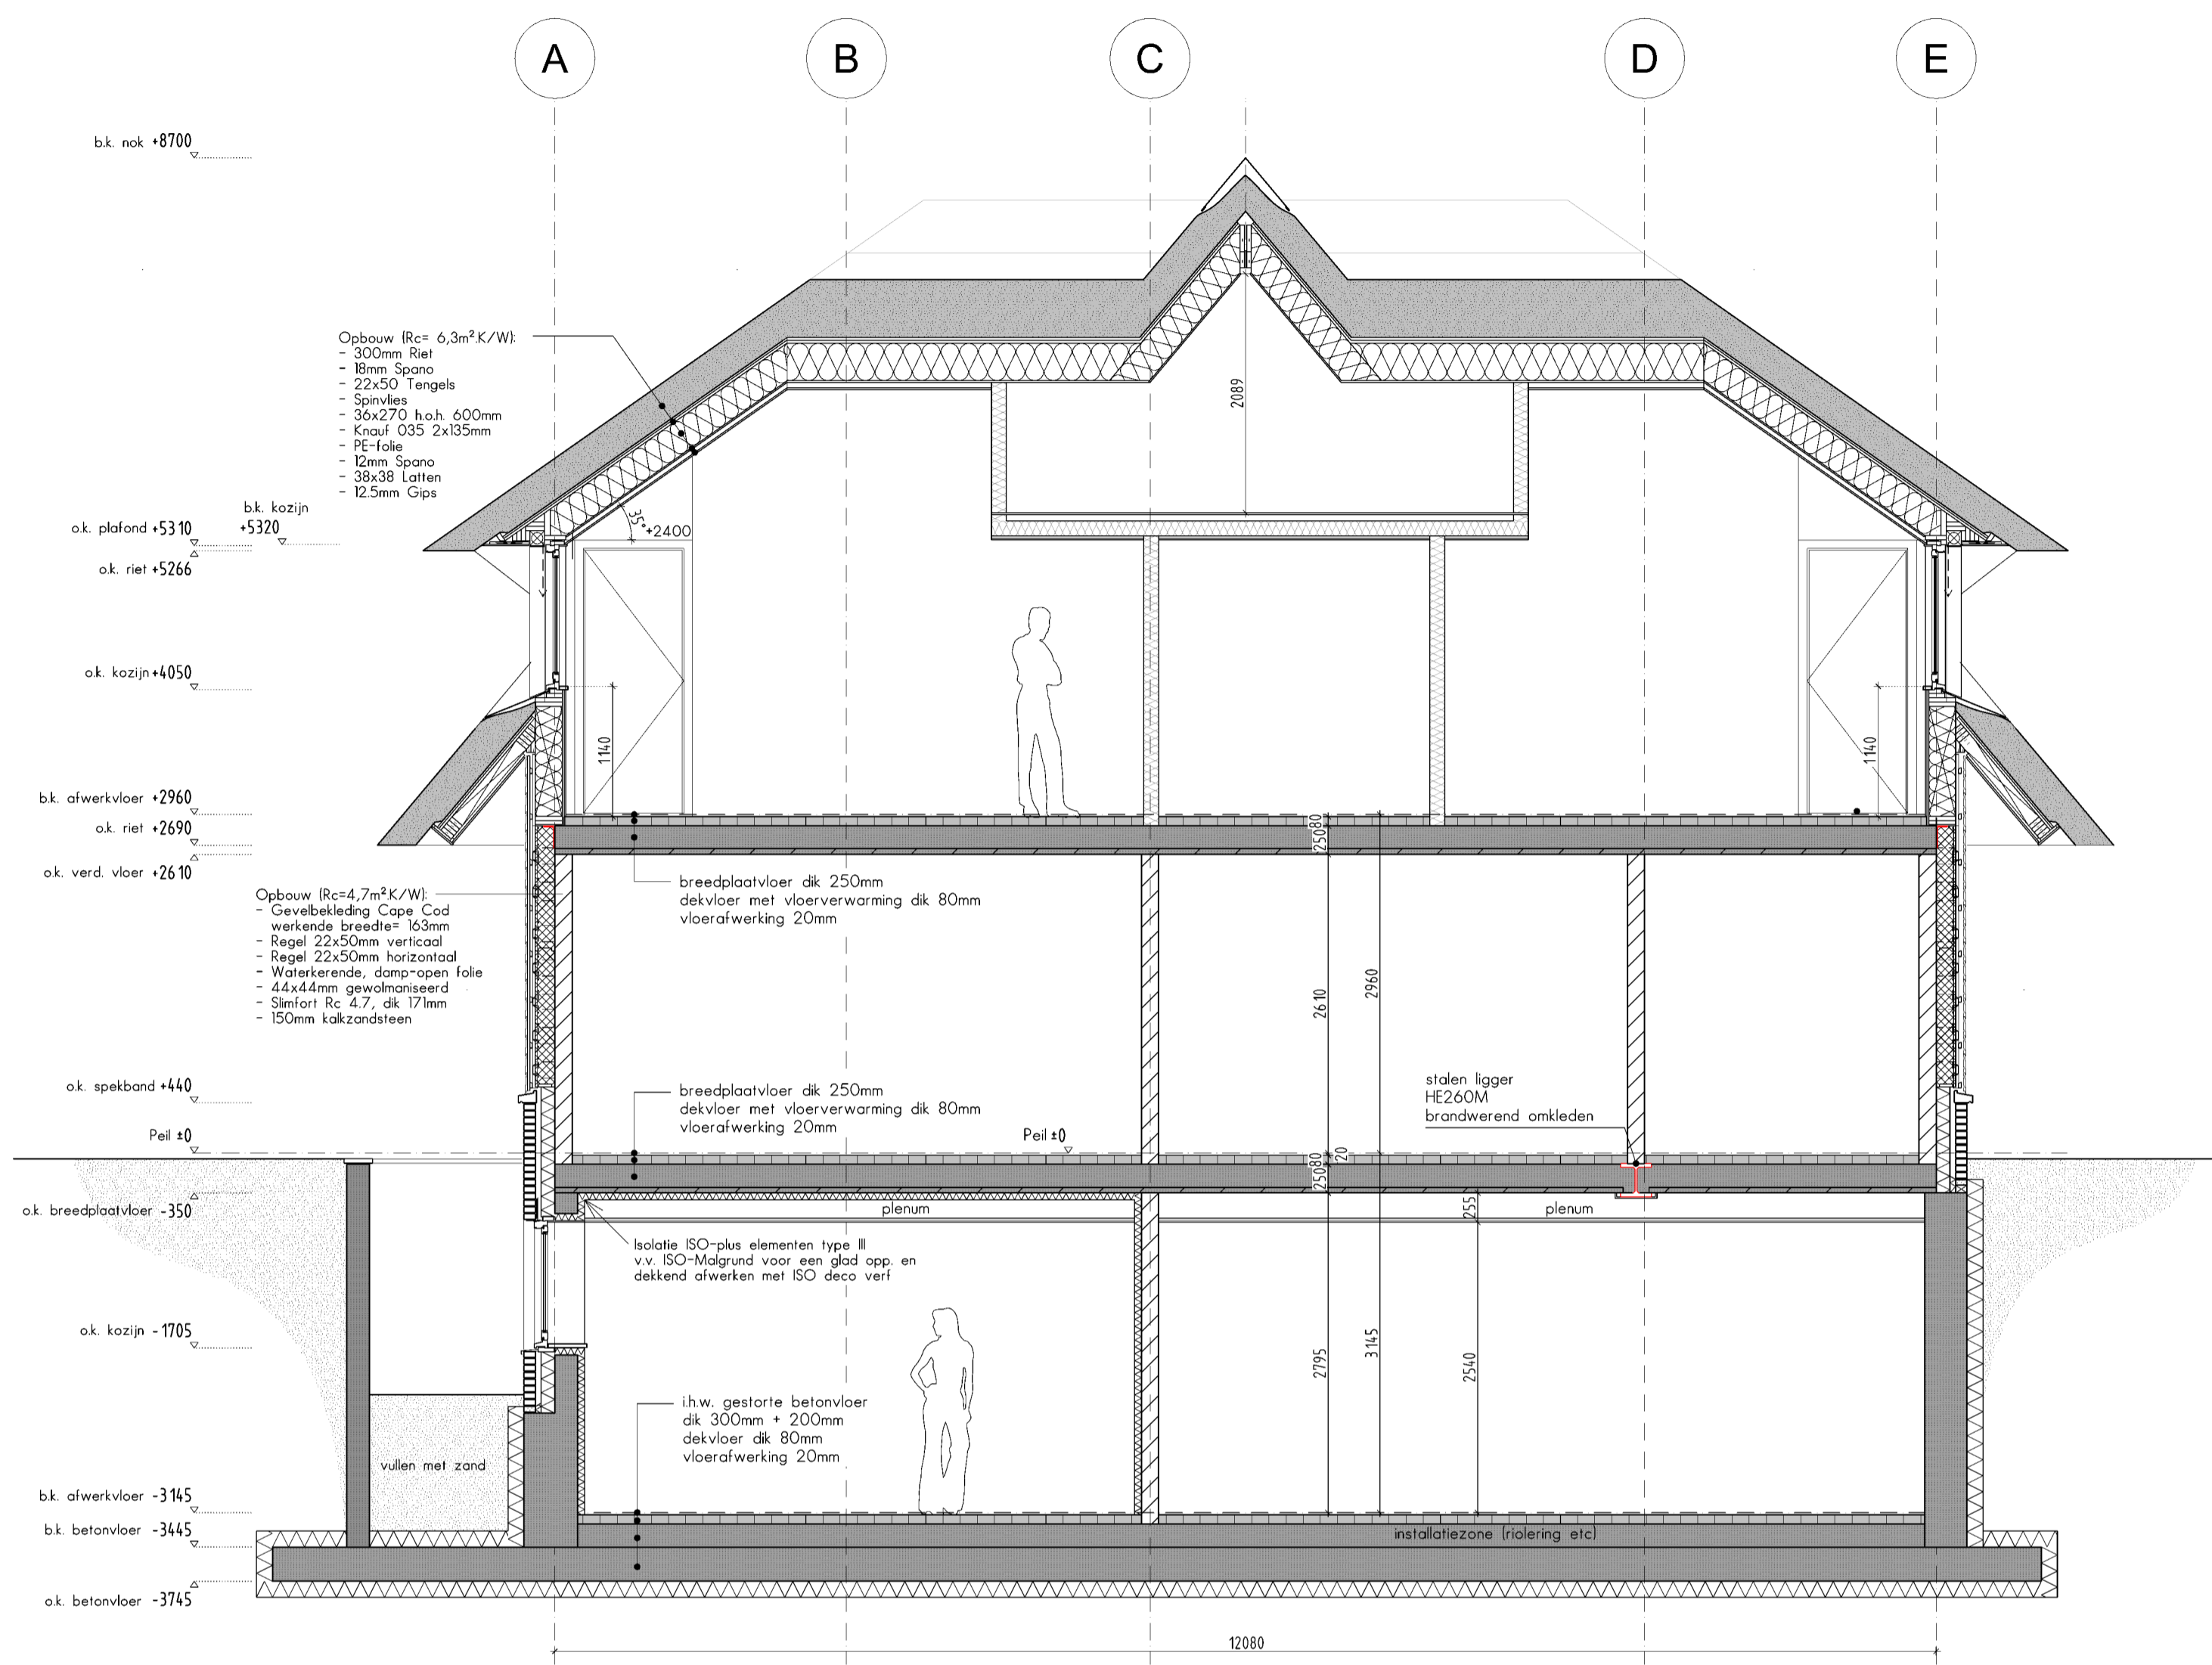 A
B
C
D
E
b.k. nok +8700
Opbouw (Rc= 6,3m².K/W):
- 300mm Riet
- 18mm Spano
- 22x50 Tengels
- Spinvlies
- 36x270 h.o.h. 600mm
- Knauf 035 2x135mm
- PE-folie
- 12mm Spano
- 38x38 Latten
- 12.5mm Gips
2089
b.k. kozijn
+5320
o.k. plafond +5310
35°
+2400
o.k. riet +5266
o.k. kozijn +4050
1140
1140
b.k. afwerkvloer +2960
o.k. riet +2690
o.k. verd. vloer +2610
80
250
breedplaatvloer dik 250mm
dekvloer met vloerverwarming dik 80mm
vloerafwerking 20mm
Opbouw (Rc=4,7m².K/W):
- Gevelbekleding Cape Cod
werkende breedte= 163mm
- Regel 22x50mm verticaal
- Regel 22x50mm horizontaal
- Waterkerende, damp-open folie
- 44x44mm gewolmaniseerd
- Slimfort Rc 4.7, dik 171mm
- 150mm kalkzandsteen
2610
2960
o.k. spekband +440
breedplaatvloer dik 250mm
dekvloer met vloerverwarming dik 80mm
vloerafwerking 20mm
stalen ligger
HE260M
brandwerend omkleden
Peil ±0
Peil ±0
20
80
250
o.k. breedplaatvloer -350
plenum
255
plenum
Isolatie ISO-plus elementen type III
v.v. ISO-Malgrund voor een glad opp. en
dekkend afwerken met ISO deco verf
o.k. kozijn -1705
2795
3145
2540
i.h.w. gestorte betonvloer
dik 300mm + 200mm
dekvloer dik 80mm
vloerafwerking 20mm
vullen met zand
b.k. afwerkvloer -3145
b.k. betonvloer -3445
installatiezone (riolering etc)
o.k. betonvloer -3745
12080